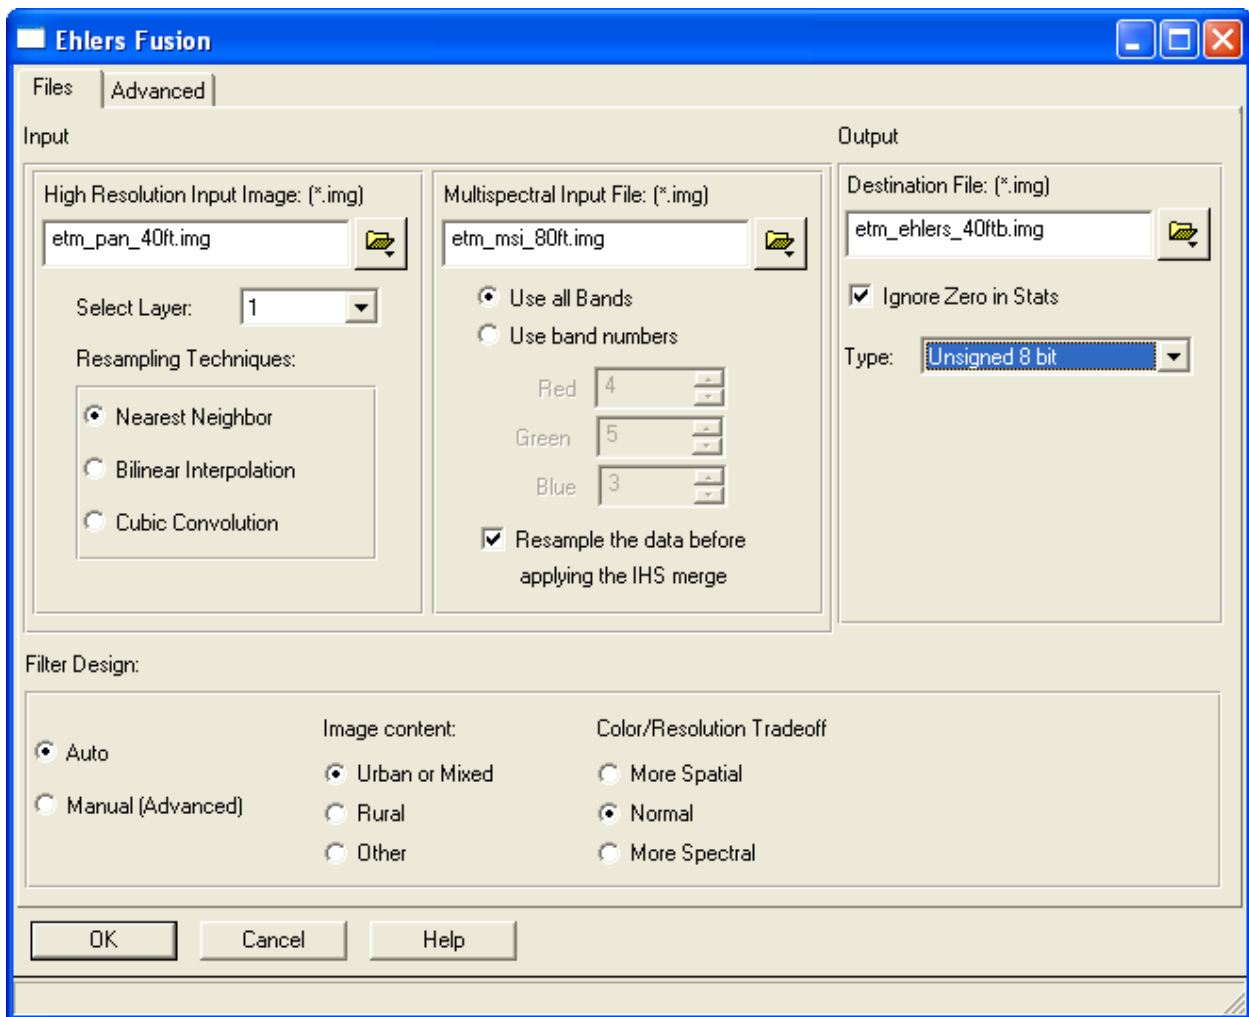 Ehlers Fusion
Files
Advanced
Input
High Resolution Input Image: (*.img)
etm_pan_40ft.img
Select Layer:
1
Resampling Techniques:
Nearest Neighbor
Bilinear Interpolation
Cubic Convolution
Multispectral Input File: (*.img)
etm_msi_80ft.img
Use all Bands
Use band numbers
Red 4
Green 5
Blue 3
Resample the data before
applying the IHS merge
Output
Destination File: (*.img)
etm_ehlers_40ftb.img
Ignore Zero in Stats
Type: Unsigned 8 bit
Filter Design:
Auto
Manual (Advanced)
Image content:
Urban or Mixed
Rural
Other
Color/Resolution Tradeoff
More Spatial
Normal
More Spectral
OK
Cancel
Help